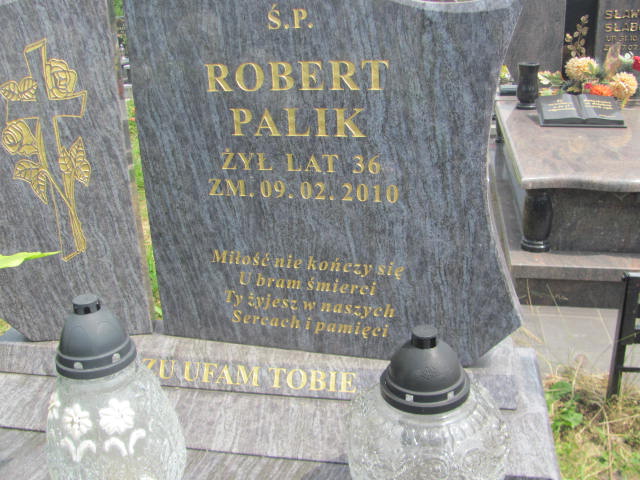 Ś.P.
ROBERT
PALIK
ŻYŁ LAT 36
ZM. 09. 02. 2010
Miłość nie kończy się
U bram śmierci
Ty żyjesz w naszych
Sercach i pamięci
ZU UFAM TOBIE
SŁAW